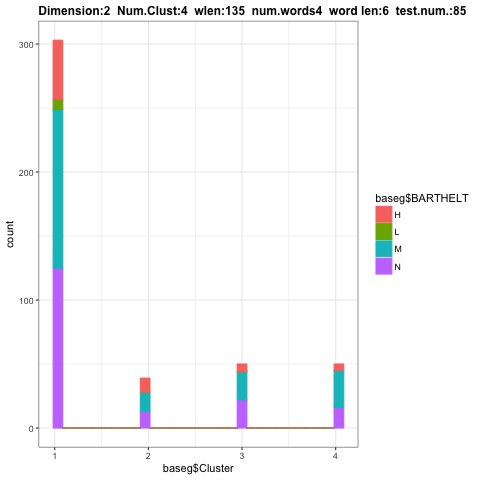 Dimension:2  Num.Clust:4  wlen:135  num.words4  word len:6  test.num.:85
300
200
100
0
count
1 2 3 4
baseg$Cluster
baseg$BARTHELT
H
L
M
N